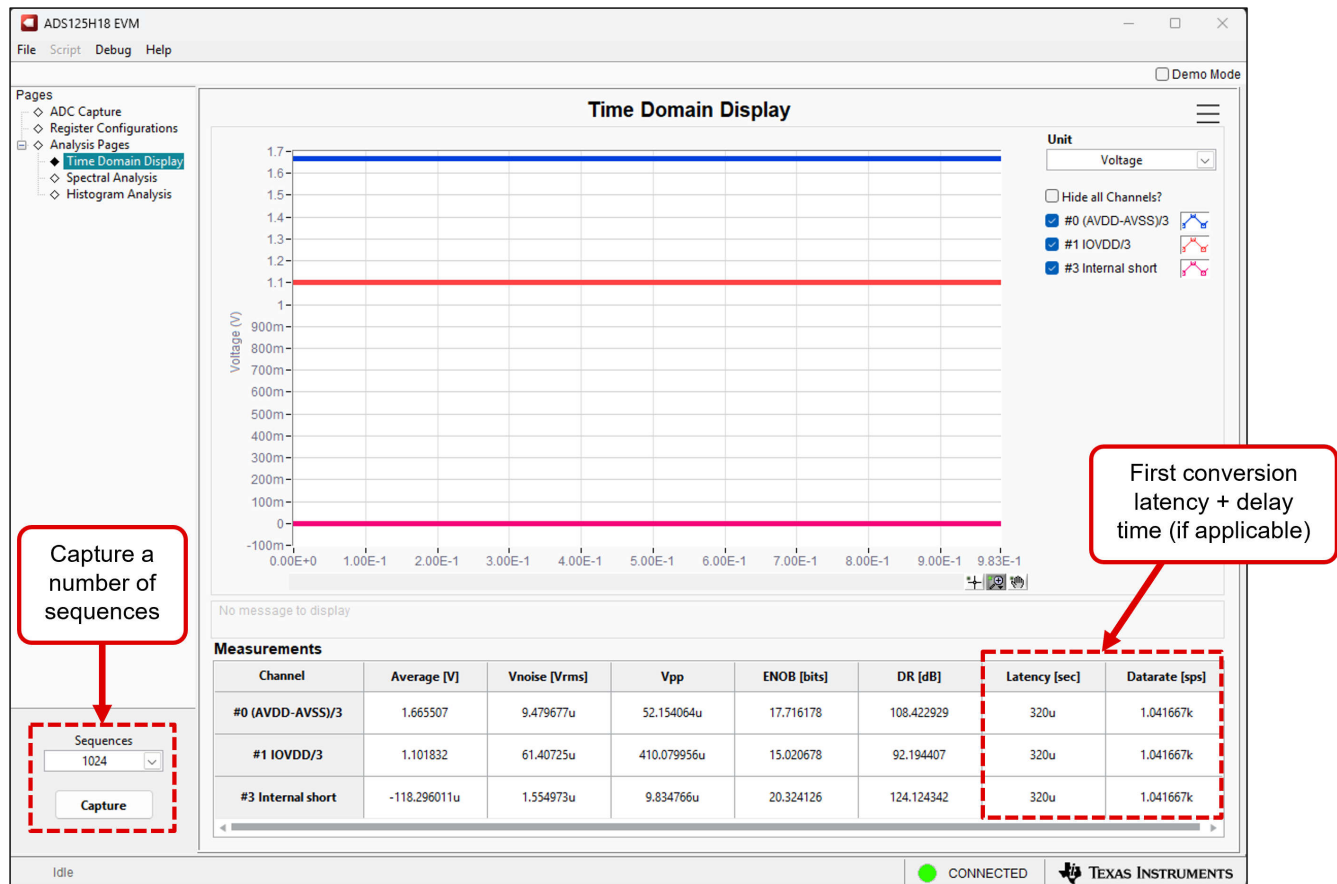 ADS125H18 EVM
File Script Debug Help
Demo Mode
Pages
ADC Capture
Register Configurations
Analysis Pages
Time Domain Display
Spectral Analysis
Histogram Analysis
Time Domain Display
Unit
Voltage
Hide all Channels?
#0 (AVDD-AVSS)/3
#1 IOVDD/3
#3 Internal short
Voltage (V)
1.7
1.6
1.5
1.4
1.3
1.2
1.1
1
900m
800m
700m
600m
500m
400m
300m
200m
100m
0
-100m
0.00E+0 1.00E-1 2.00E-1 3.00E-1 4.00E-1 5.00E-1 6.00E-1 7.00E-1 8.00E-1 9.00E-1 9.83E-1
First conversion
latency + delay
time (if applicable)
Capture a
number of
sequences
No message to display
Measurements
Channel Average [V] Vnoise [Vrms] Vpp ENOB [bits] DR [dB] Latency [sec] Datarate [sps]
#0 (AVDD-AVSS)/3 1.665507 9.479677u 52.154064u 17.716178 108.422929 320u 1.041667k
#1 IOVDD/3 1.101832 61.40725u 410.079956u 15.020678 92.194407 320u 1.041667k
#3 Internal short -118.296011u 1.554973u 9.834766u 20.324126 124.124342 320u 1.041667k
Sequences
1024
Capture
Idle
CONNECTED
TEXAS INSTRUMENTS